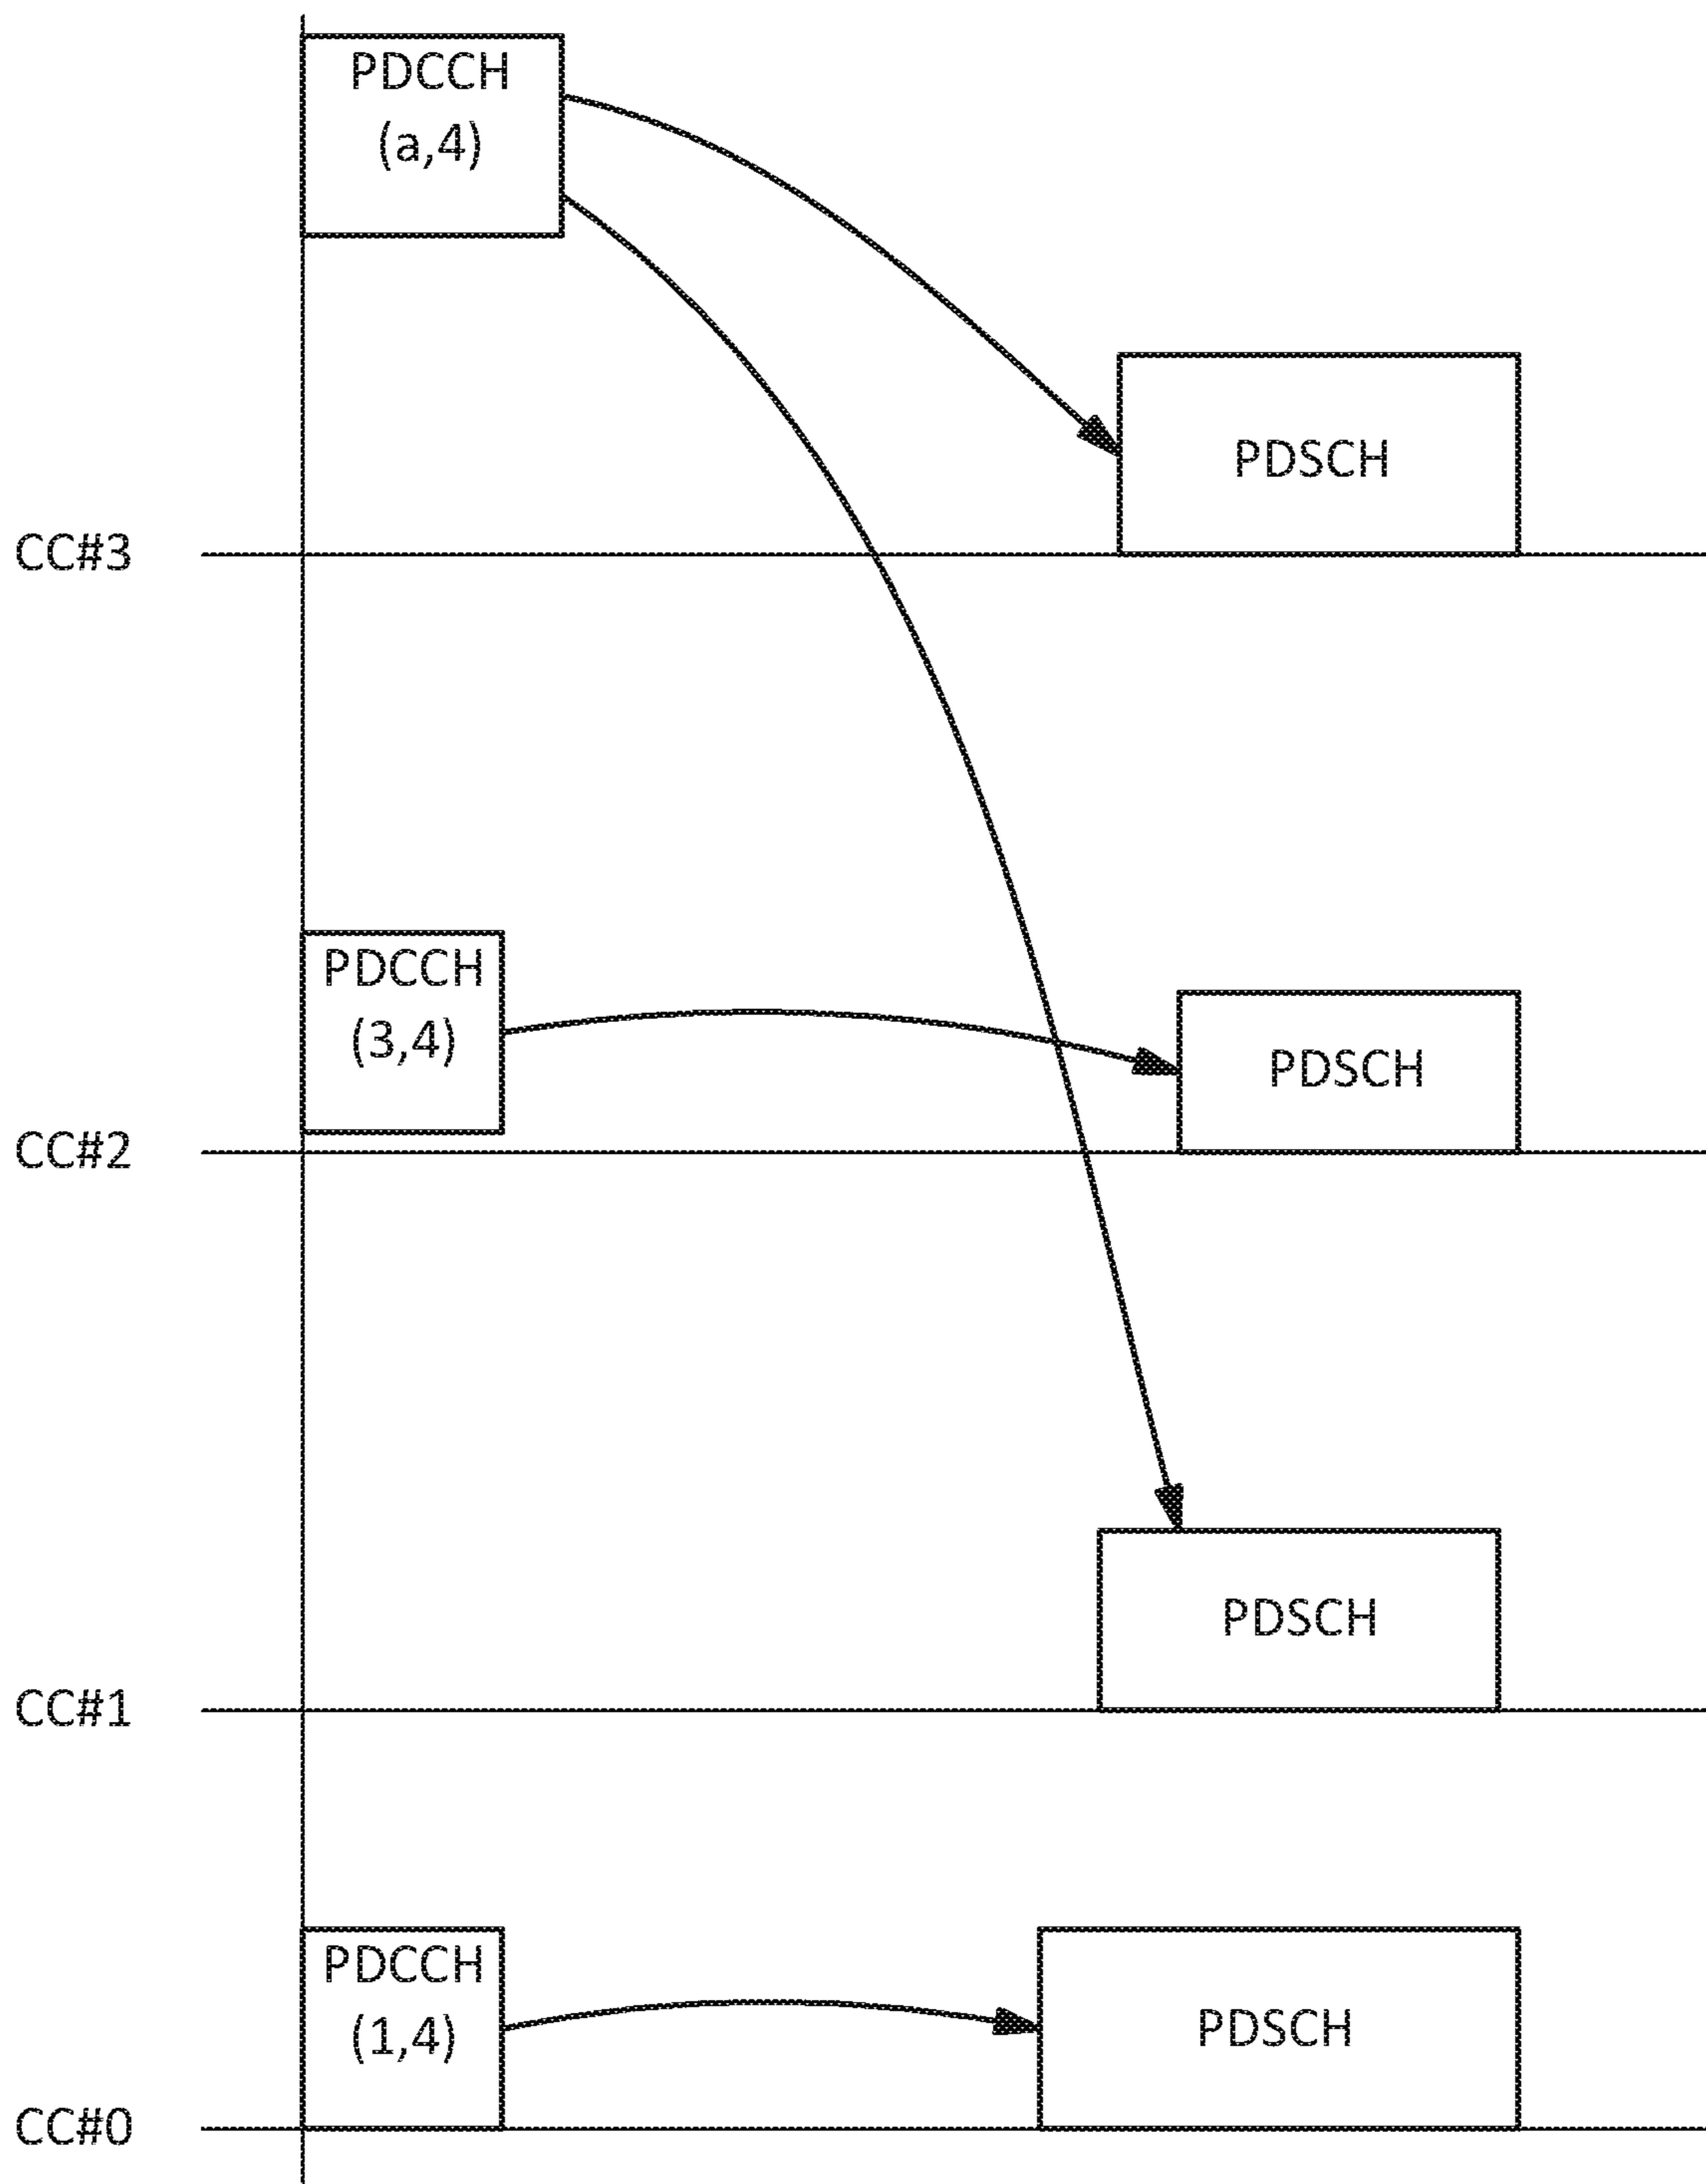 PDCCH
(a,4)
PDSCH
CC#3
PDCCH
(3,4)
PDSCH
CC#2
PDSCH
CC#1
PDCCH
(1,4)
PDSCH
CC#0